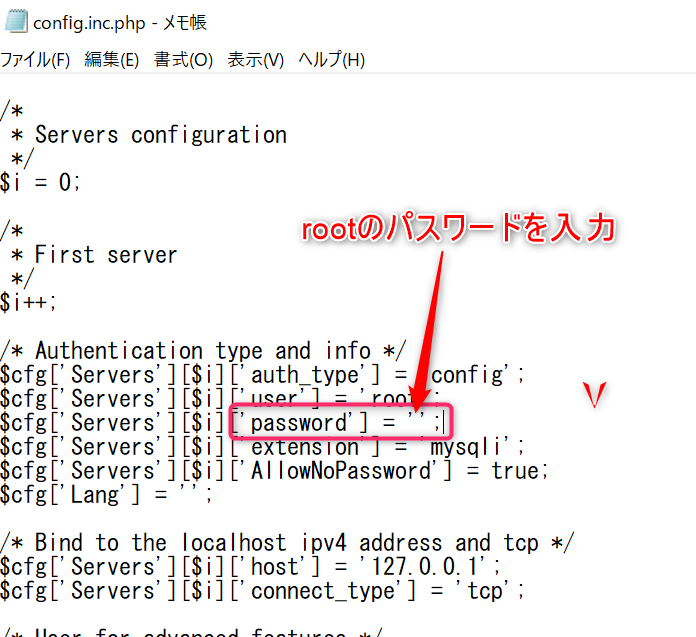 config.inc.php - メモ帳
ファイル(F) 編集(E) 書式(O) 表示(V) ヘルプ(H)
/*
 * Servers configuration
 */
$i = 0;
rootのパスワードを入力
/*
 * First server
 */
$i++;
/* Authentication type and info */
$cfg['Servers'][$i]['auth_type'] = 'config';
$cfg['Servers'][$i]['user'] = 'root';
$cfg['Servers'][$i]['password'] = '';
$cfg['Servers'][$i]['extension'] = 'mysqli';
$cfg['Servers'][$i]['AllowNoPassword'] = true;
$cfg['Lang'] = '';
/* Bind to the localhost ipv4 address and tcp */
$cfg['Servers'][$i]['host'] = '127.0.0.1';
$cfg['Servers'][$i]['connect_type'] = 'tcp';
/* User for advanced features */